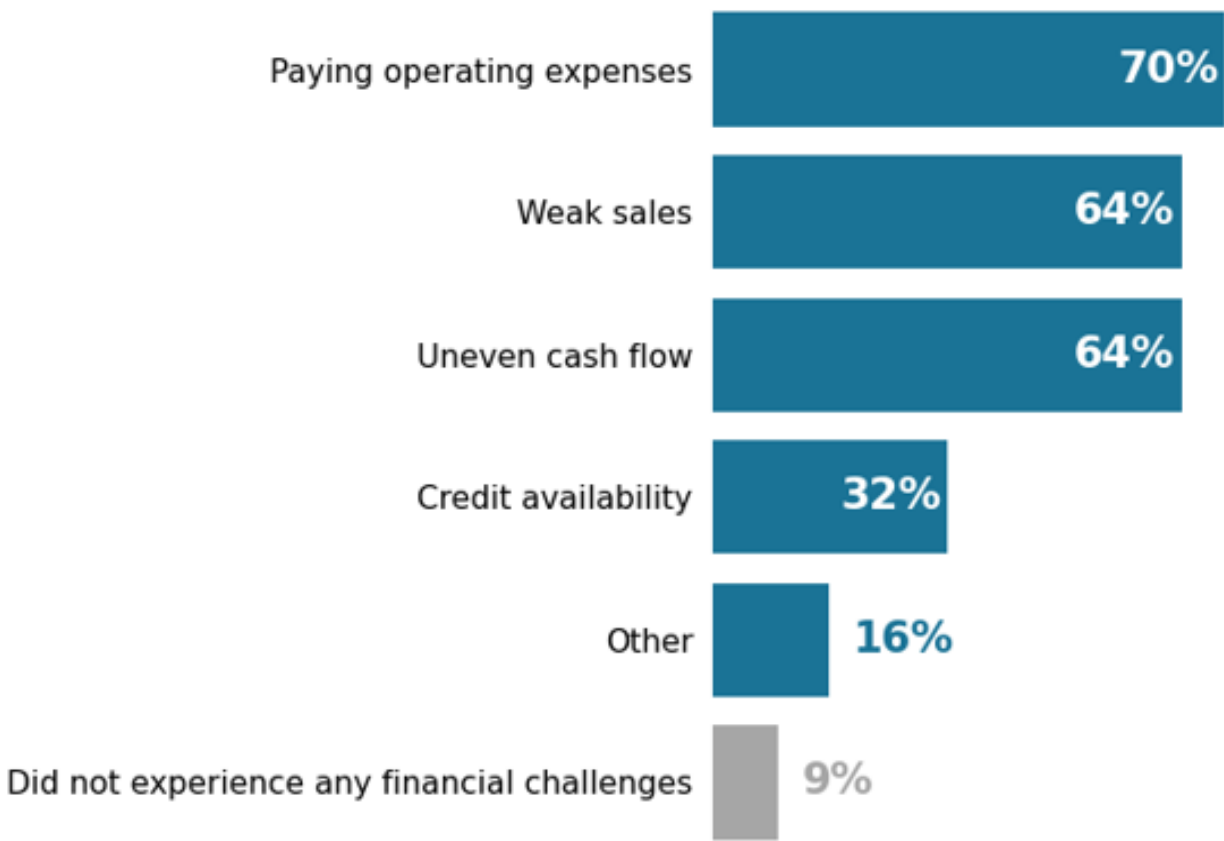 Paying operating expenses 70%
Weak sales 64%
Uneven cash flow 64%
Credit availability 32%
Other 16%
Did not experience any financial challenges 9%